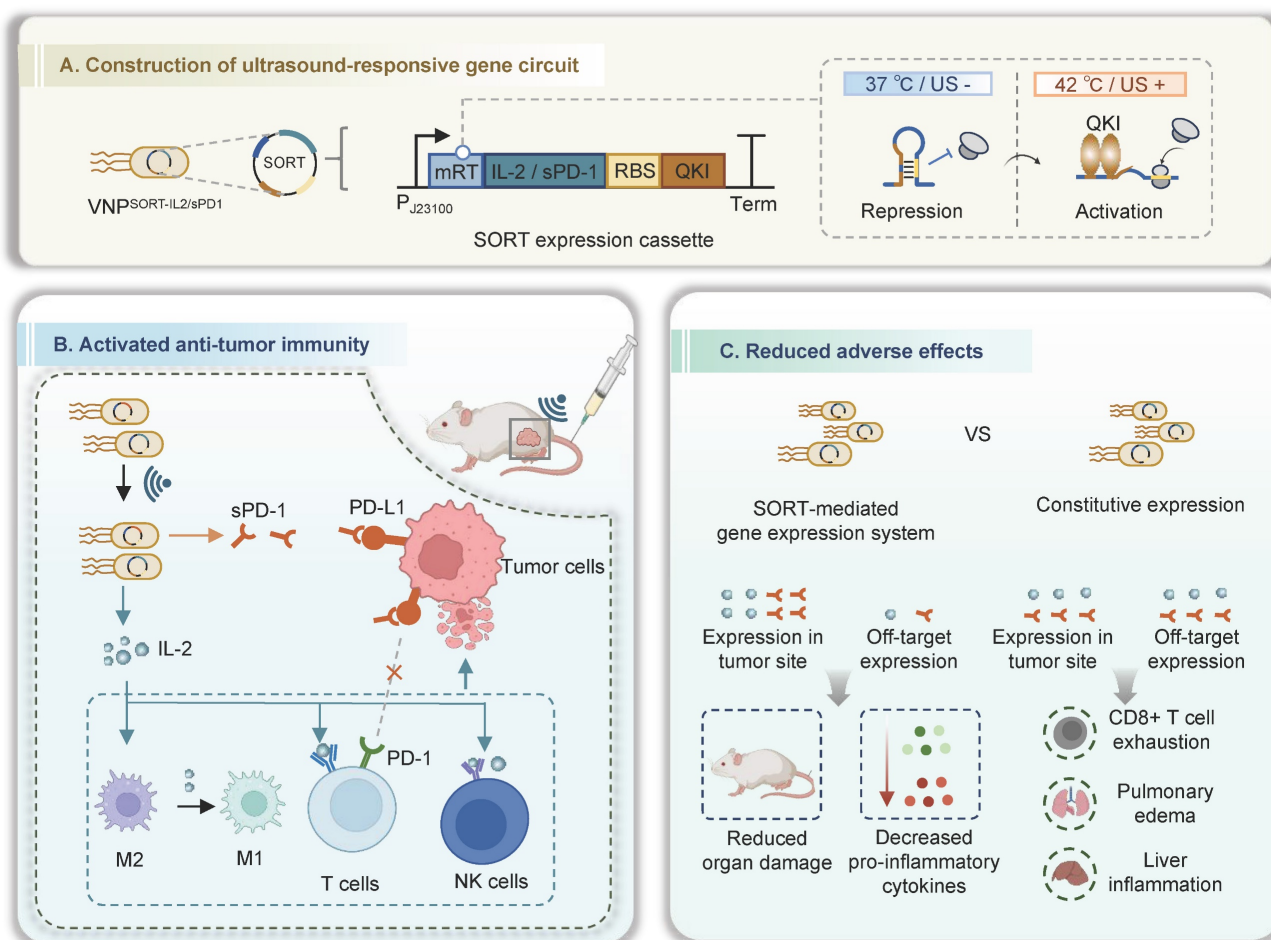 A. Construction of ultrasound-responsive gene circuit
37 °C / US -
42 °C / US +
QKI
SORT
mRT
IL-2 / sPD-1
RBS
QKI
VNPSORT-IL2/sPD1
PJ23100
Term
Repression
Activation
SORT expression cassette
B. Activated anti-tumor immunity
sPD-1
PD-L1
Tumor cells
IL-2
PD-1
M2
M1
T cells
NK cells
C. Reduced adverse effects
VS
SORT-mediated
gene expression system
Constitutive expression
Expression in
tumor site
Off-target
expression
Expression in
tumor site
Off-target
expression
Reduced
organ damage
Decreased
pro-inflammatory
cytokines
CD8+ T cell
exhaustion
Pulmonary
edema
Liver
inflammation